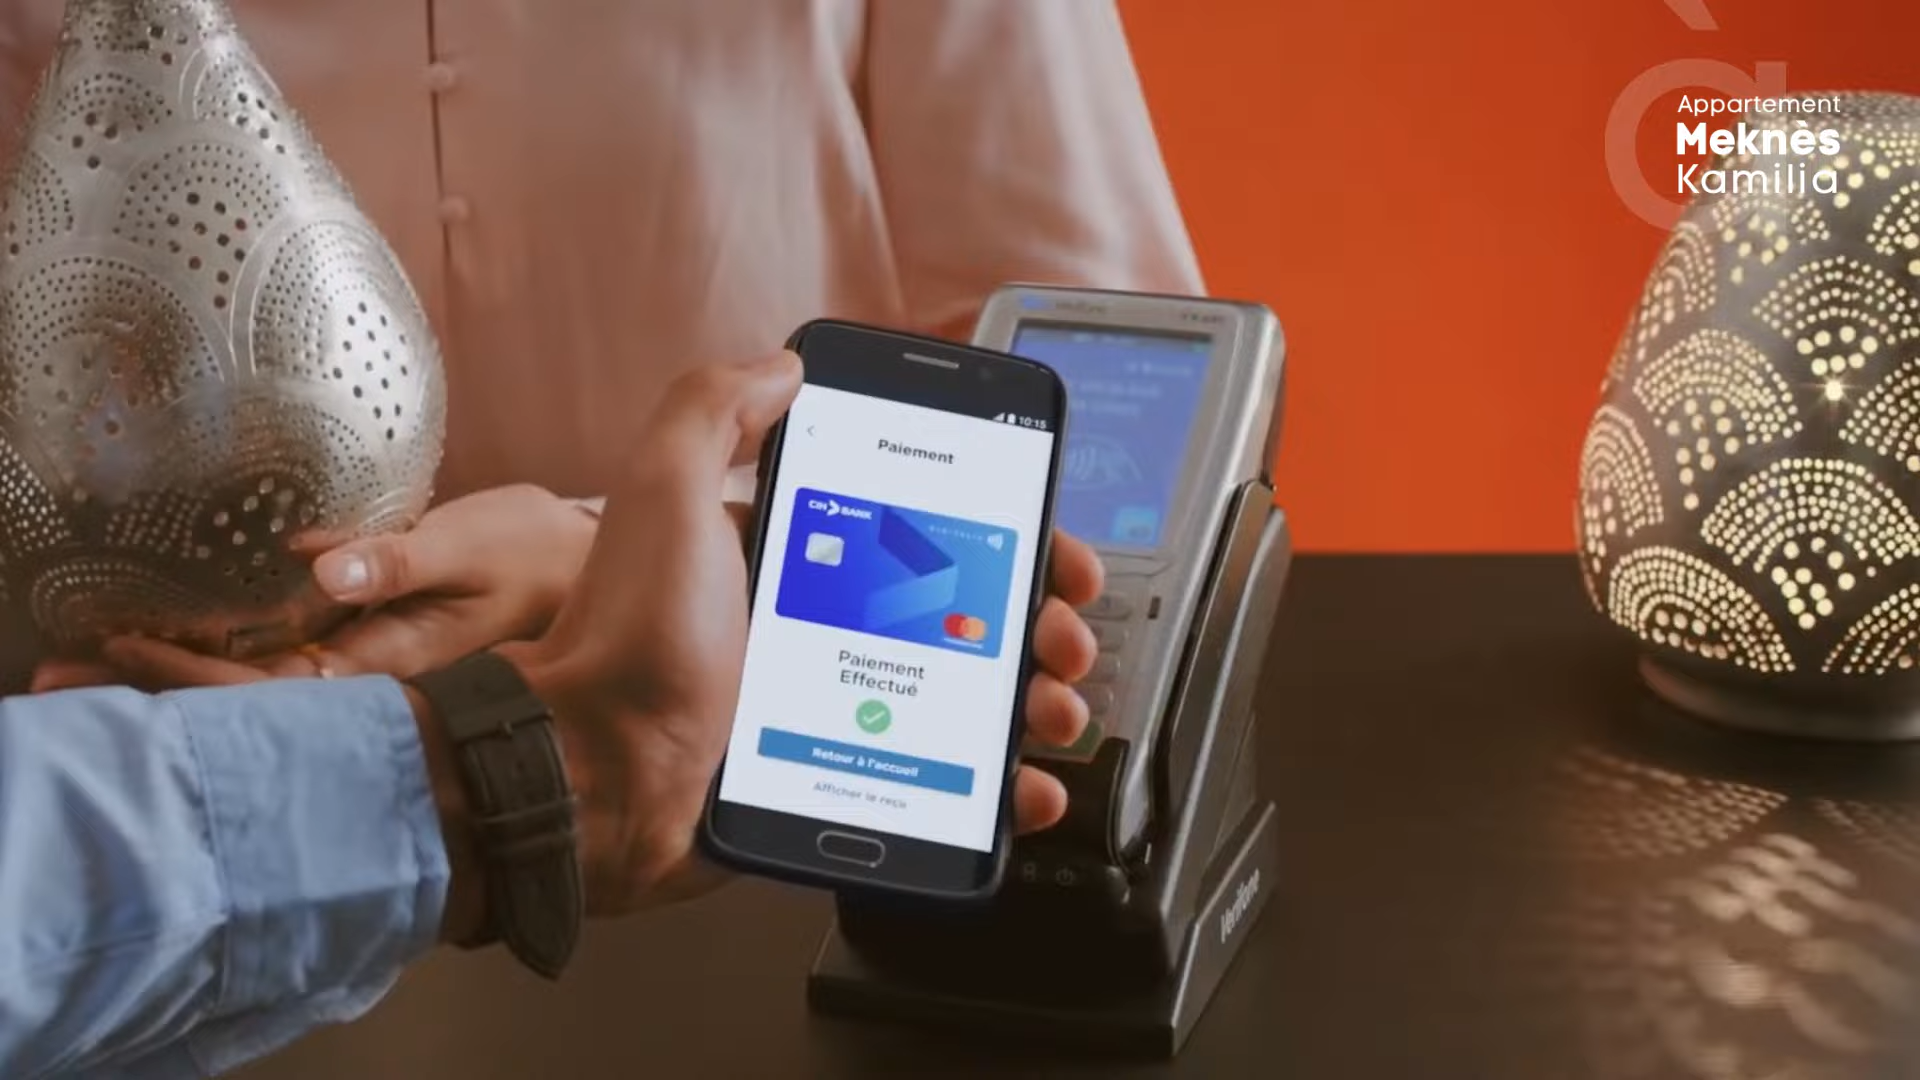 Appartement
Meknès
Kamilia
10:15
Paiement
CIH BANK
Paiement
Effectué
Retour à l'accueil
Afficher le reçu
Verifone